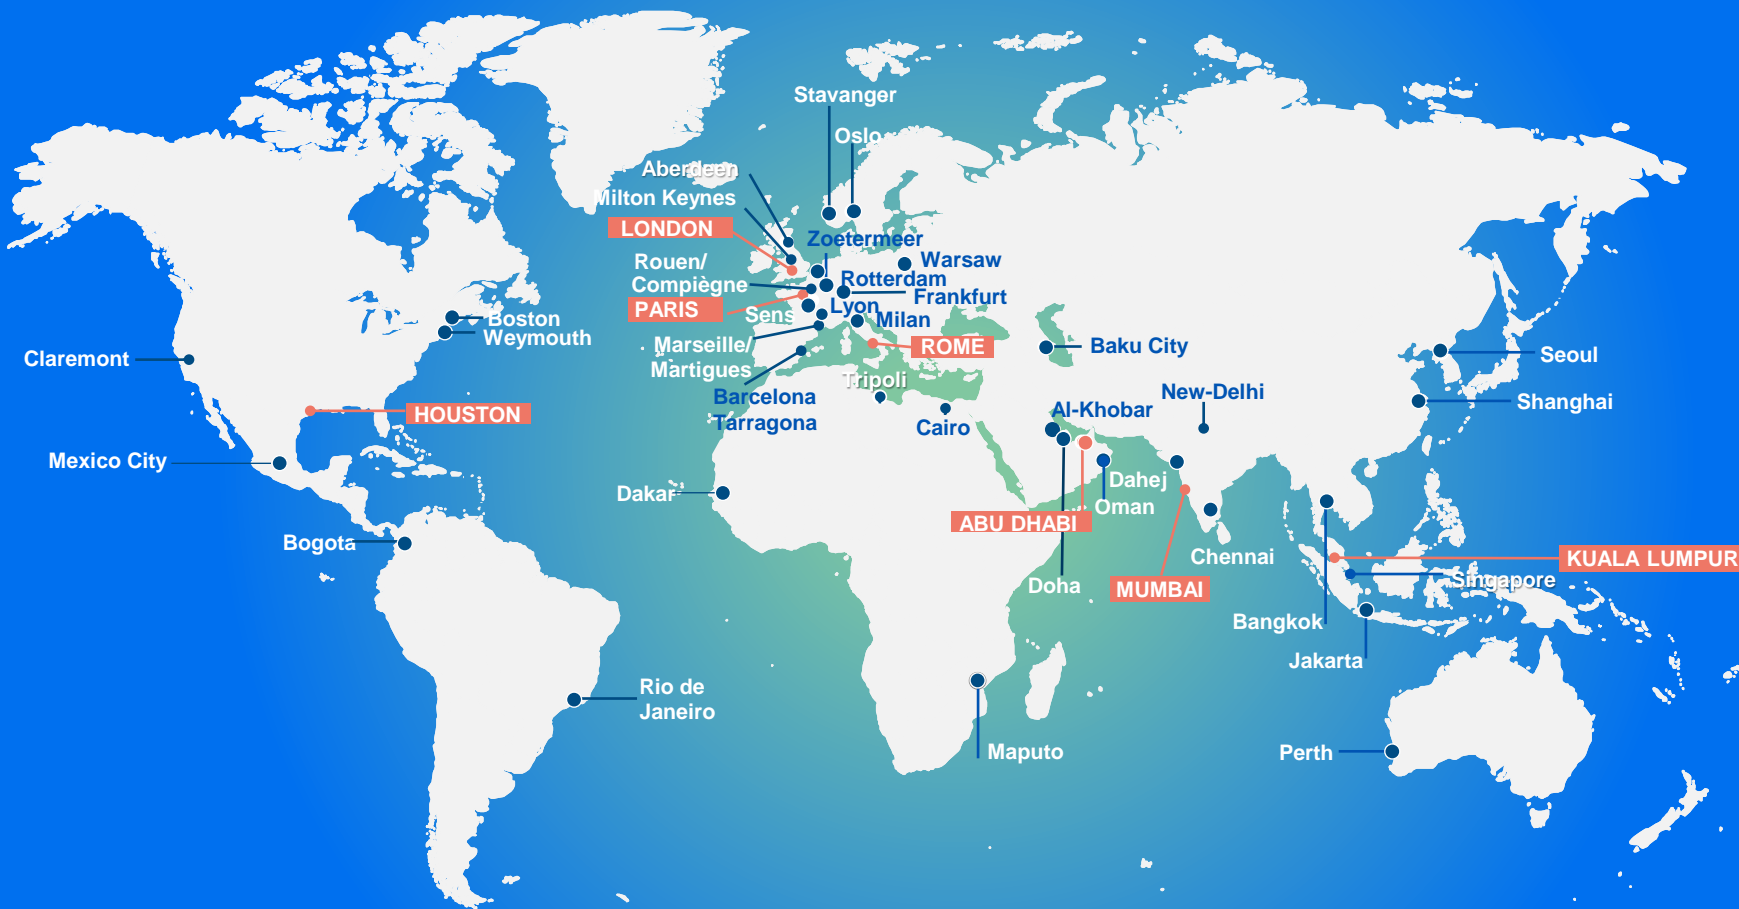 Stavanger
Oslo
Aberdeen
Milton Keynes
LONDON
Zoetermeer
Rouen/
Compiègne
Warsaw
Rotterdam
Frankfurt
PARIS
Sens
Lyon
Milan
Boston
Weymouth
Claremont
Marseille/
Martigues
ROME
Baku City
Seoul
Tripoli
Barcelona
Tarragona
New-Delhi
Shanghai
HOUSTON
Cairo
Al-Khobar
Mexico City
Dakar
Dahej
Oman
ABU DHABI
Bogota
Chennai
KUALA LUMPUR
Doha
MUMBAI
Singapore
Bangkok
Jakarta
Rio de
Janeiro
Maputo
Perth